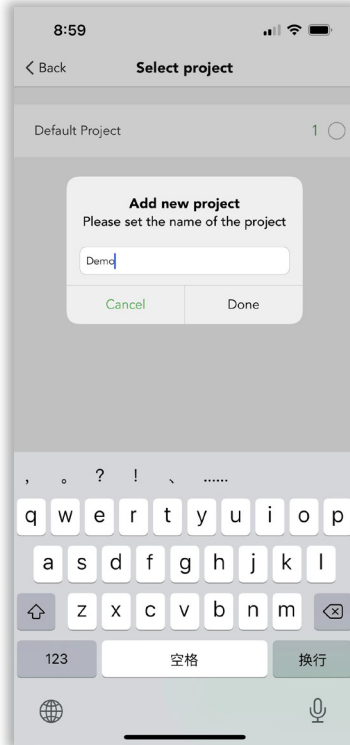 8:59
Back
Select project
Default Project 1
Add new project
Please set the name of the project
Demo
Cancel Done
, 。 ? ! 、 ......
q w e r t y u i o p
a s d f g h j k l
z x c v b n m
123 空格 换行